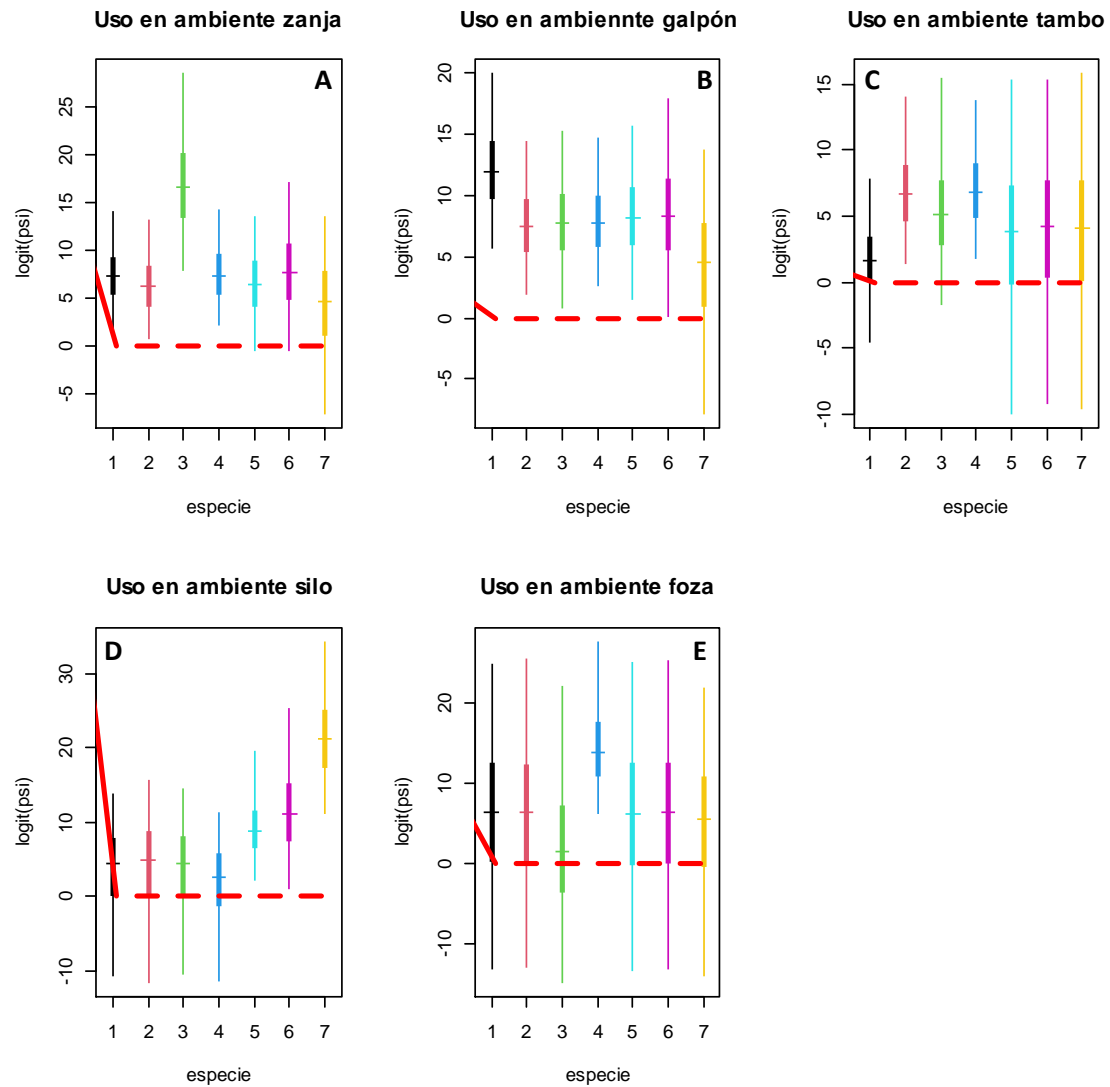 Uso en ambiente zanja
A
logit(psi)
25
20
15
10
5
0
-5
1 2 3 4 5 6 7
especie
Uso en ambiennte galpón
B
logit(psi)
20
15
10
5
0
-5
1 2 3 4 5 6 7
especie
Uso en ambiente tambo
C
logit(psi)
15
10
5
0
-5
-10
1 2 3 4 5 6 7
especie
Uso en ambiente silo
D
logit(psi)
30
20
10
0
-10
1 2 3 4 5 6 7
especie
Uso en ambiente foza
E
logit(psi)
20
10
0
-10
1 2 3 4 5 6 7
especie